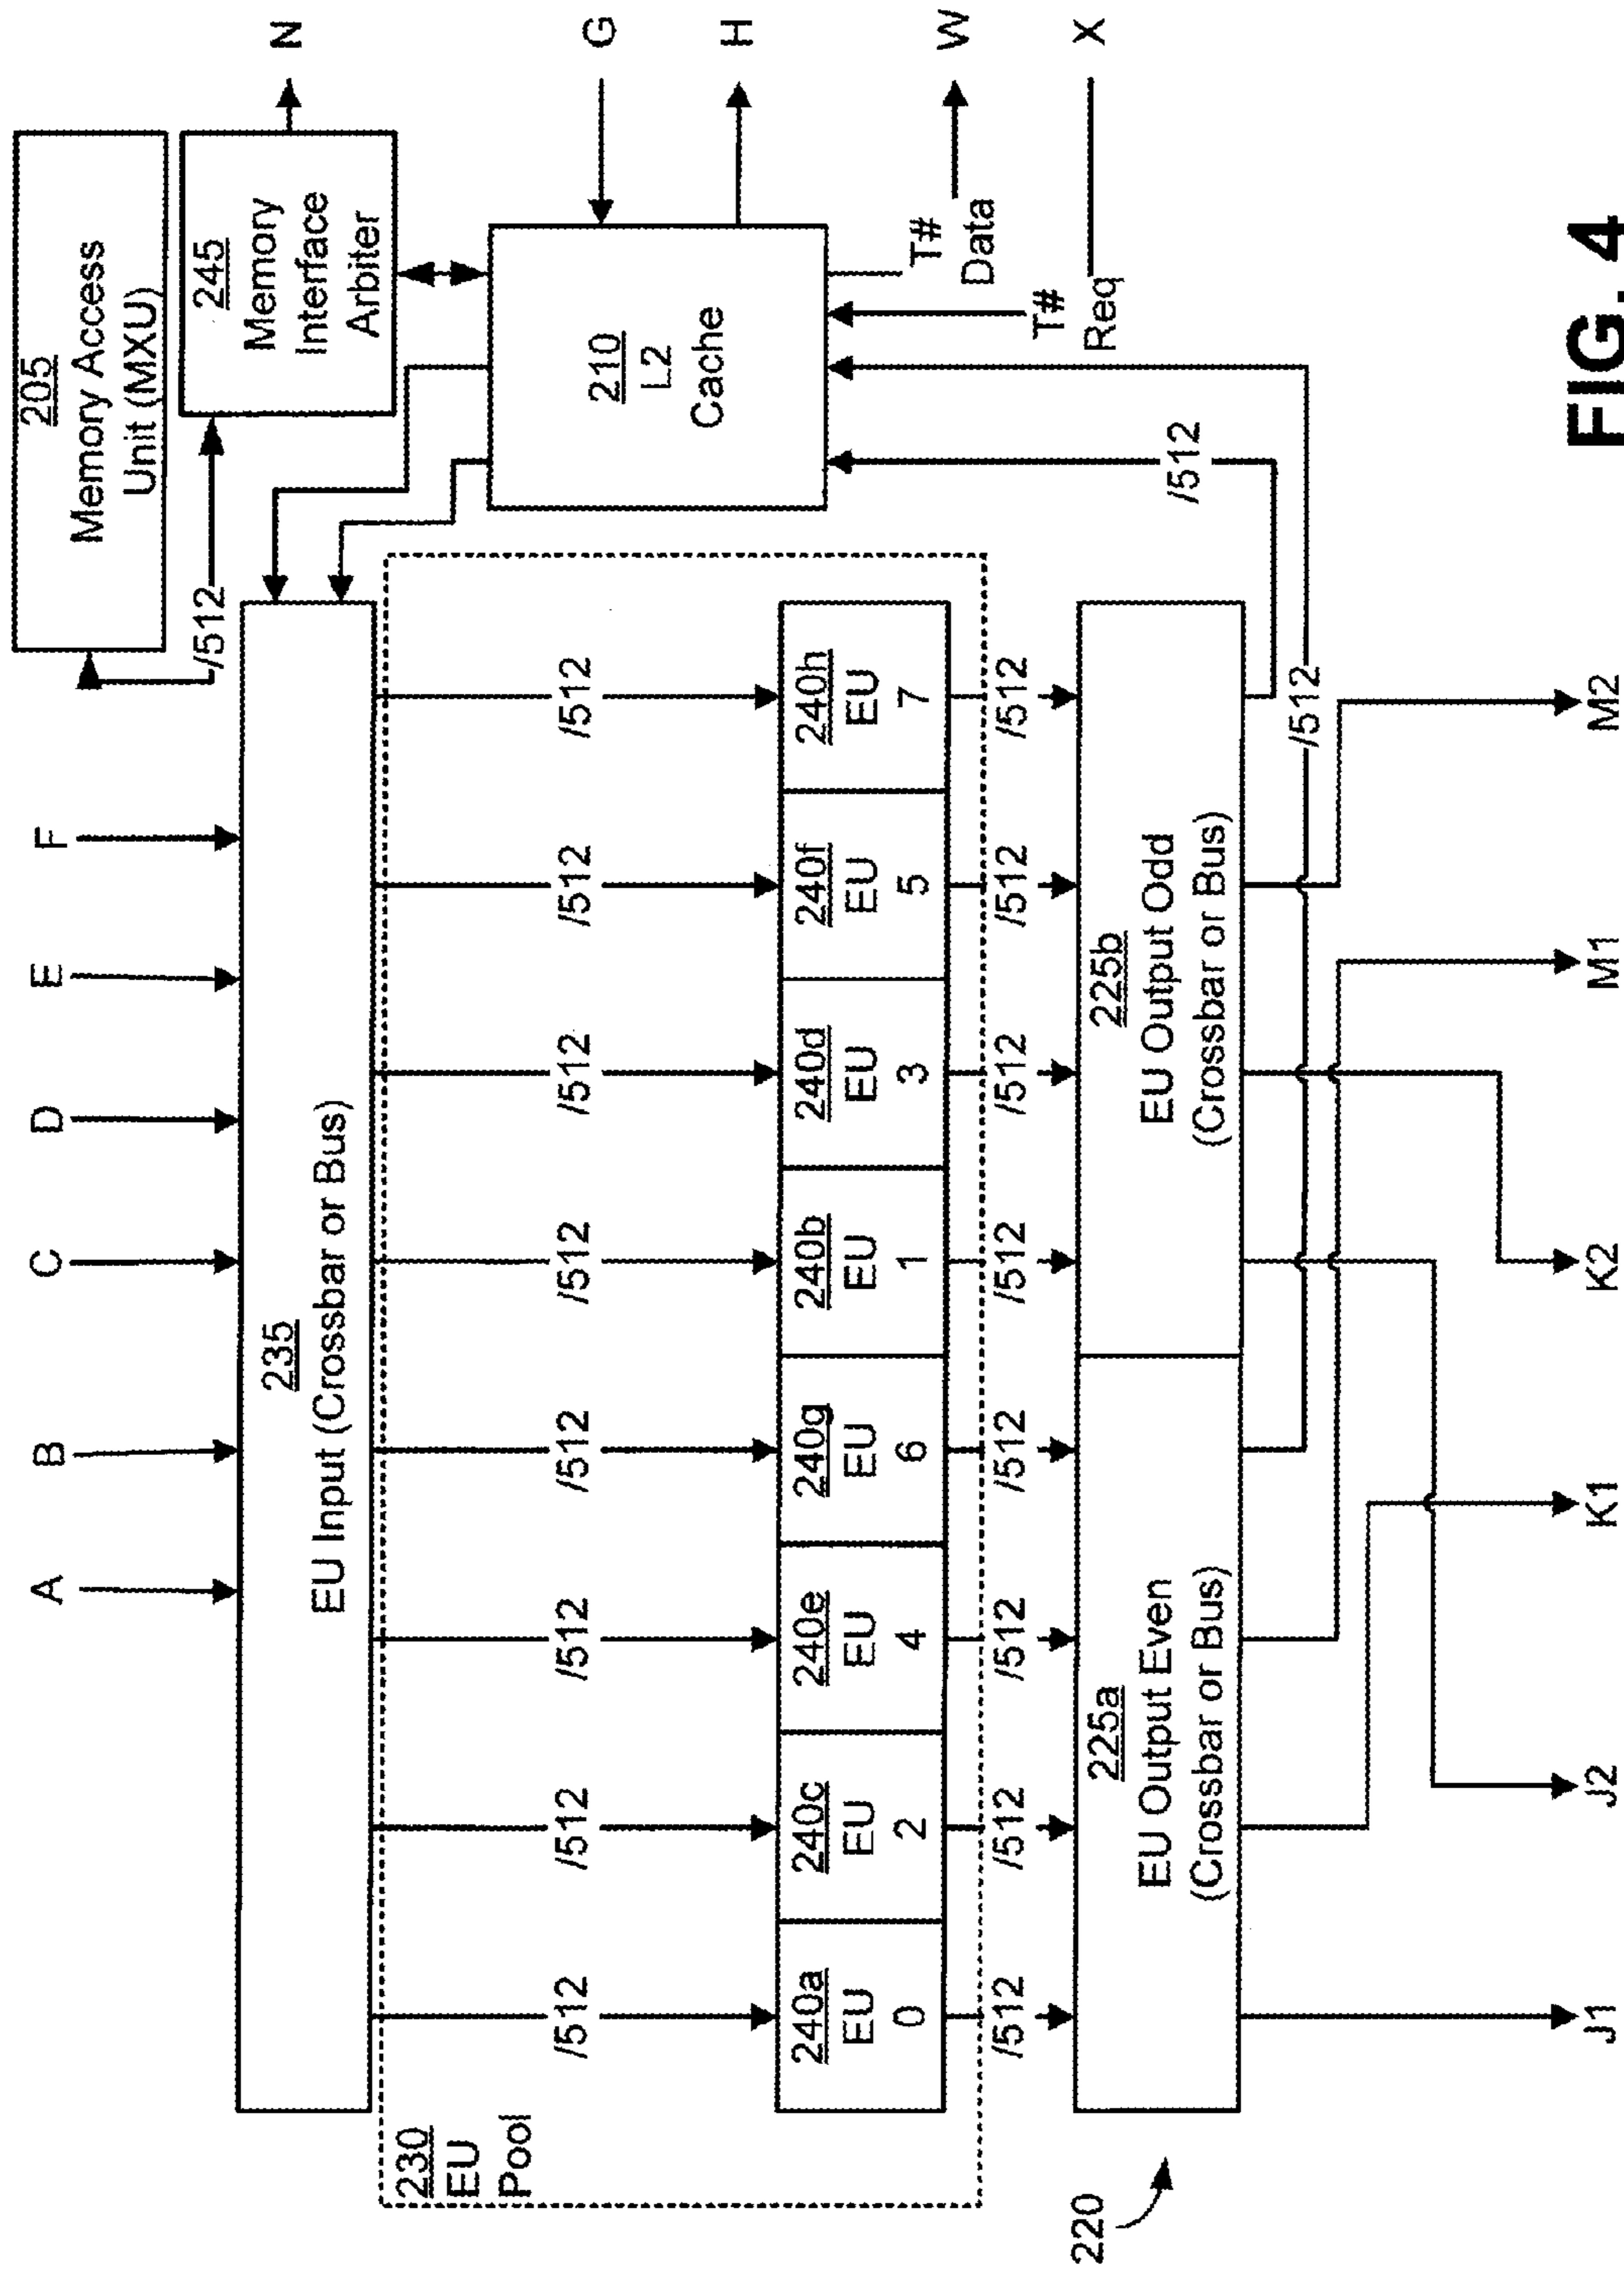 A
B
C
D
E
F
205
Memory Access
Unit (MXU)
/512
245
Memory
Interface
Arbiter
N
235
EU Input (Crossbar or Bus)
G
H
210
L2
Cache
230
EU
Pool
/512
/512
/512
/512
/512
/512
/512
/512
240a
EU
0
240c
EU
2
240e
EU
4
240g
EU
6
240b
EU
1
240d
EU
3
240f
EU
5
240h
EU
7
T#
Data
W
T#
Req
X
/512
/512
/512
/512
/512
/512
/512
/512
220
225a
EU Output Even
(Crossbar or Bus)
225b
EU Output Odd
(Crossbar or Bus)
/512
/512
J1
J2
K1
K2
M1
M2
FIG. 4